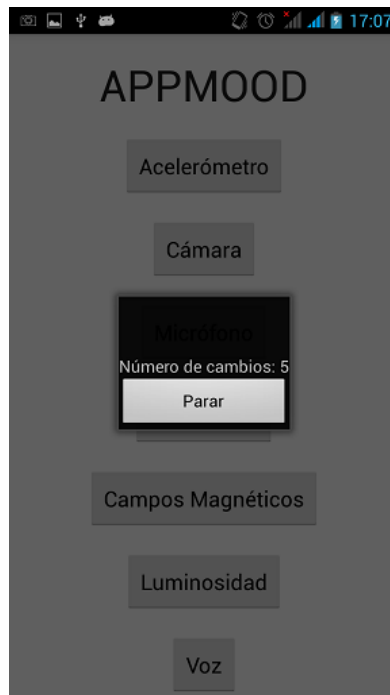 17:07
APPMOOD
Acelerómetro
Cámara
Micrófono
Número de cambios: 5
Parar
Campos Magnéticos
Luminosidad
Voz